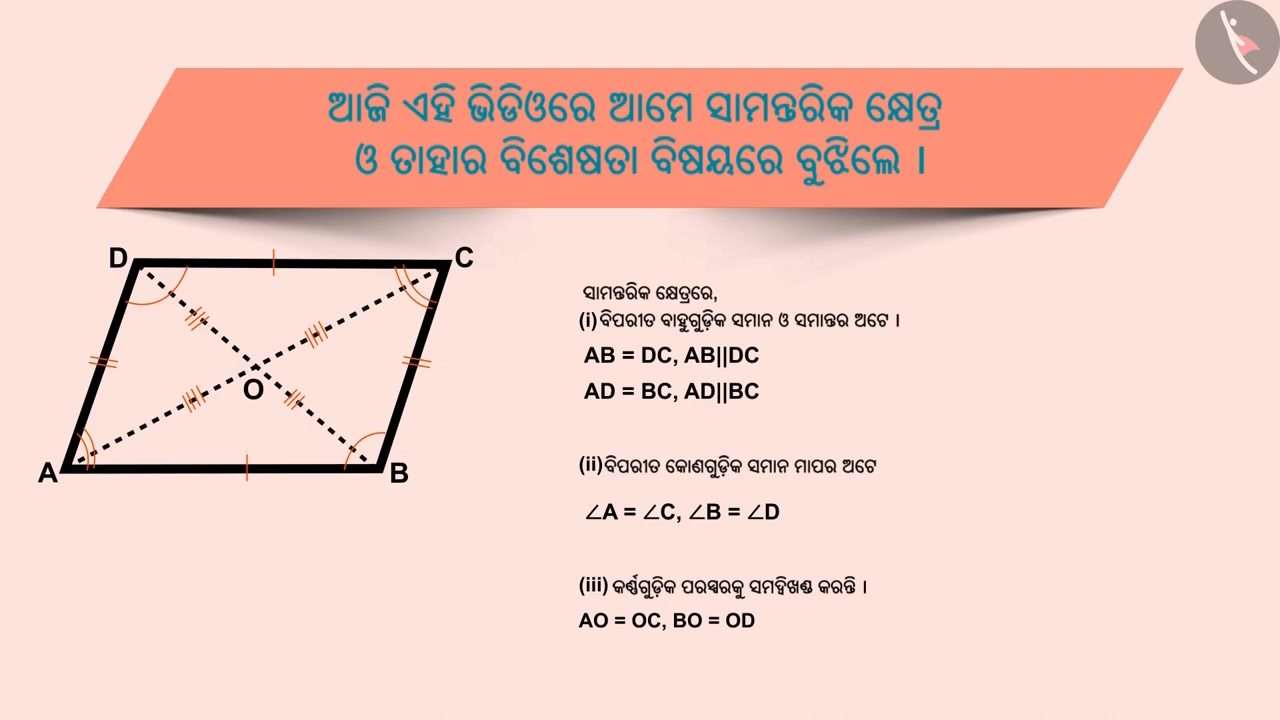 ଆଜି ଏହି ଭିଡିଓରେ ଆମେ ସାମନ୍ତରିକ କ୍ଷେତ୍ର
ଓ ତାହାର ବିଶେଷତା ବିଷୟରେ ବୁଝିଲେ ।
D
C
O
A
B
ସାମନ୍ତରିକ କ୍ଷେତ୍ରରେ,
(i) ବିପରୀତ ବାହୁଗୁଡ଼ିକ ସମାନ ଓ ସମାନ୍ତର ଅଟେ ।
AB = DC, AB||DC
AD = BC, AD||BC
(ii) ବିପରୀତ କୋଣଗୁଡ଼ିକ ସମାନ ମାପର ଅଟେ
∠A = ∠C, ∠B = ∠D
(iii) କର୍ଣ୍ଣଗୁଡ଼ିକ ପରସ୍ପରକୁ ସମଦ୍ୱିଖଣ୍ଡ କରନ୍ତି ।
AO = OC, BO = OD